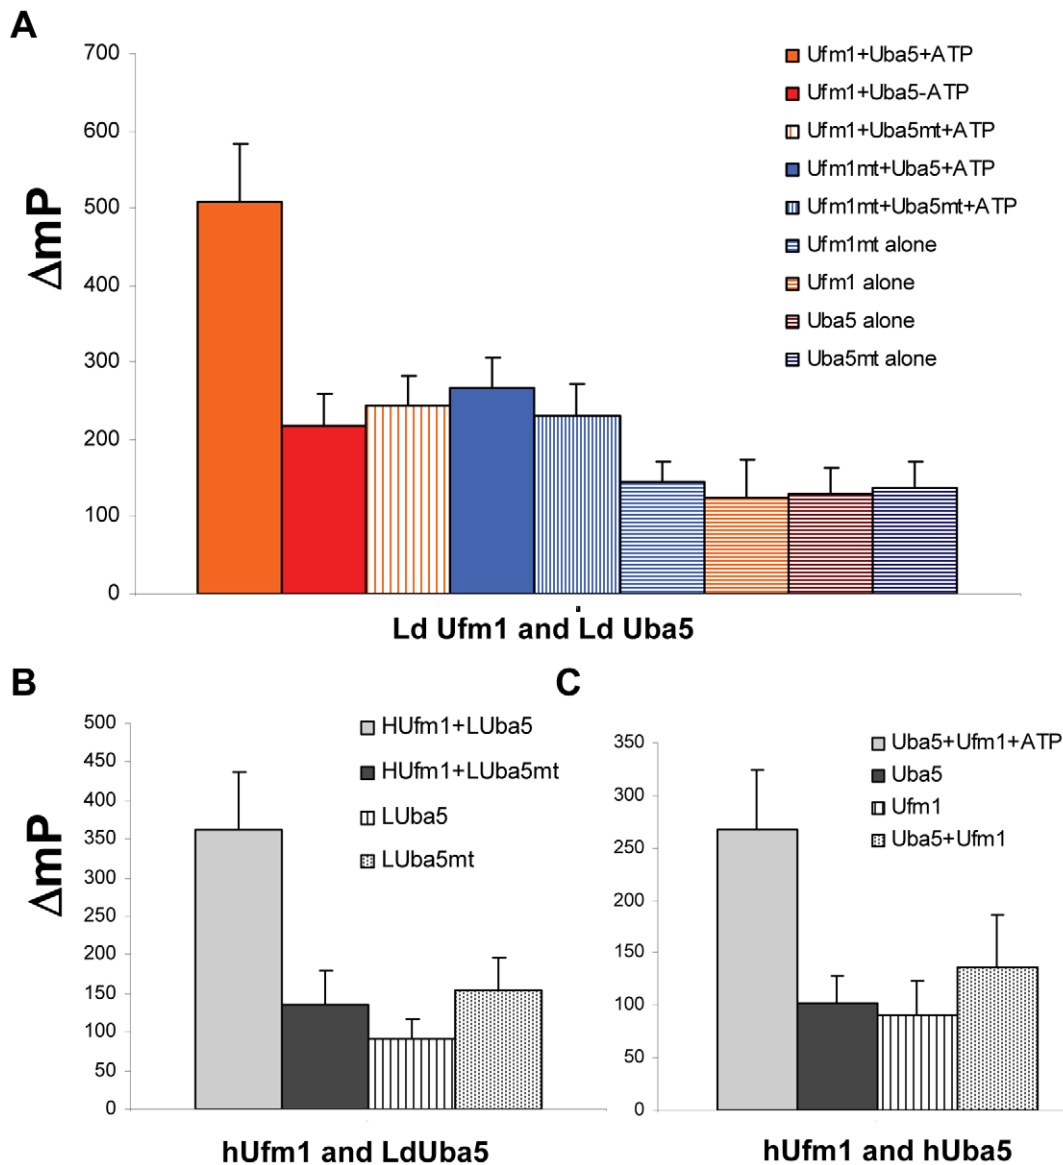 A
ΔmP
700
600
500
400
300
200
100
0
Ufm1+Uba5+ATP
Ufm1+Uba5-ATP
Ufm1+Uba5mt+ATP
Ufm1mt+Uba5+ATP
Ufm1mt+Uba5mt+ATP
Ufm1mt alone
Ufm1 alone
Uba5 alone
Uba5mt alone
Ld Ufm1 and Ld Uba5
B
ΔmP
500
450
400
350
300
250
200
150
100
50
0
HUfm1+LUba5
HUfm1+LUba5mt
LUba5
LUba5mt
hUfm1 and LdUba5
C
350
300
250
200
150
100
50
0
Uba5+Ufm1+ATP
Uba5
Ufm1
Uba5+Ufm1
hUfm1 and hUba5